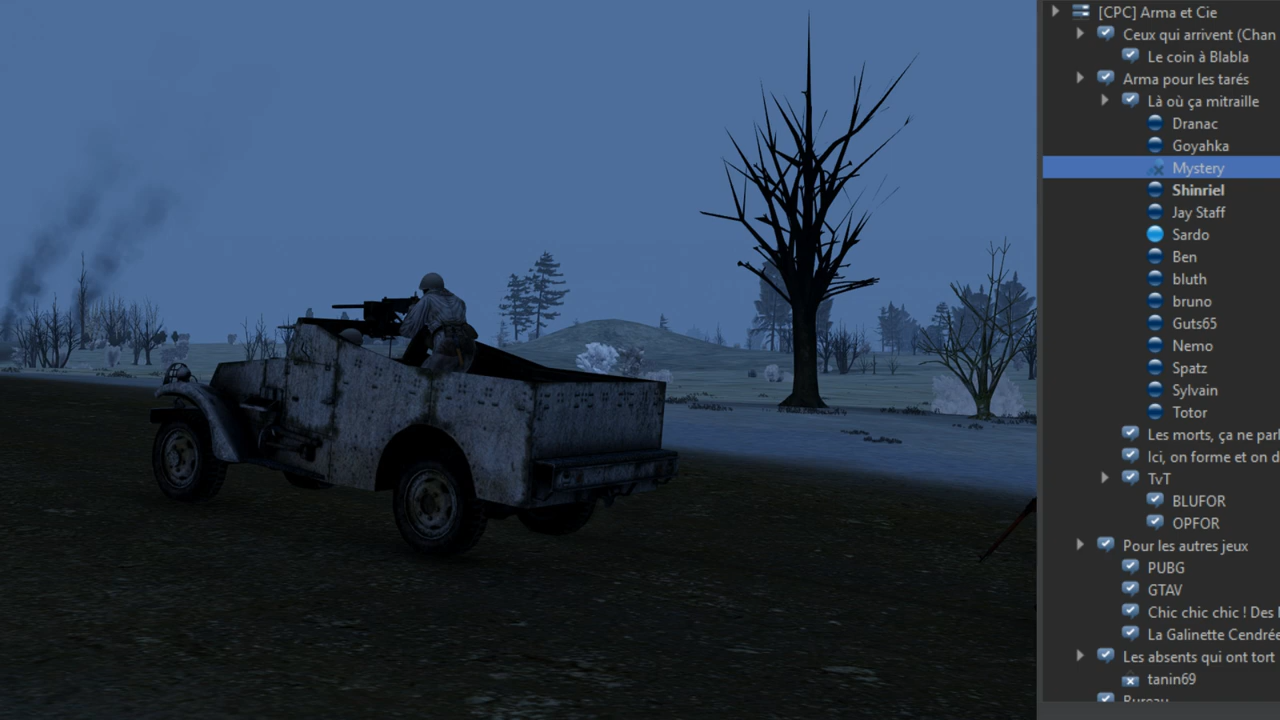 [CPC] Arma et Cie
Ceux qui arrivent (Chan
Le coin à Blabla
Arma pour les tarés
Là où ça mitraille
Dranac
Goyahka
Mystery
Shinriel
Jay Staff
Sardo
Ben
bluth
bruno
Guts65
Nemo
Spatz
Sylvain
Totor
Les morts, ça ne parl
Ici, on forme et on d
TvT
BLUFOR
OPFOR
Pour les autres jeux
PUBG
GTAV
Chic chic chic ! Des
La Galinette Cendrée
Les absents qui ont tort
tanin69
Bureau